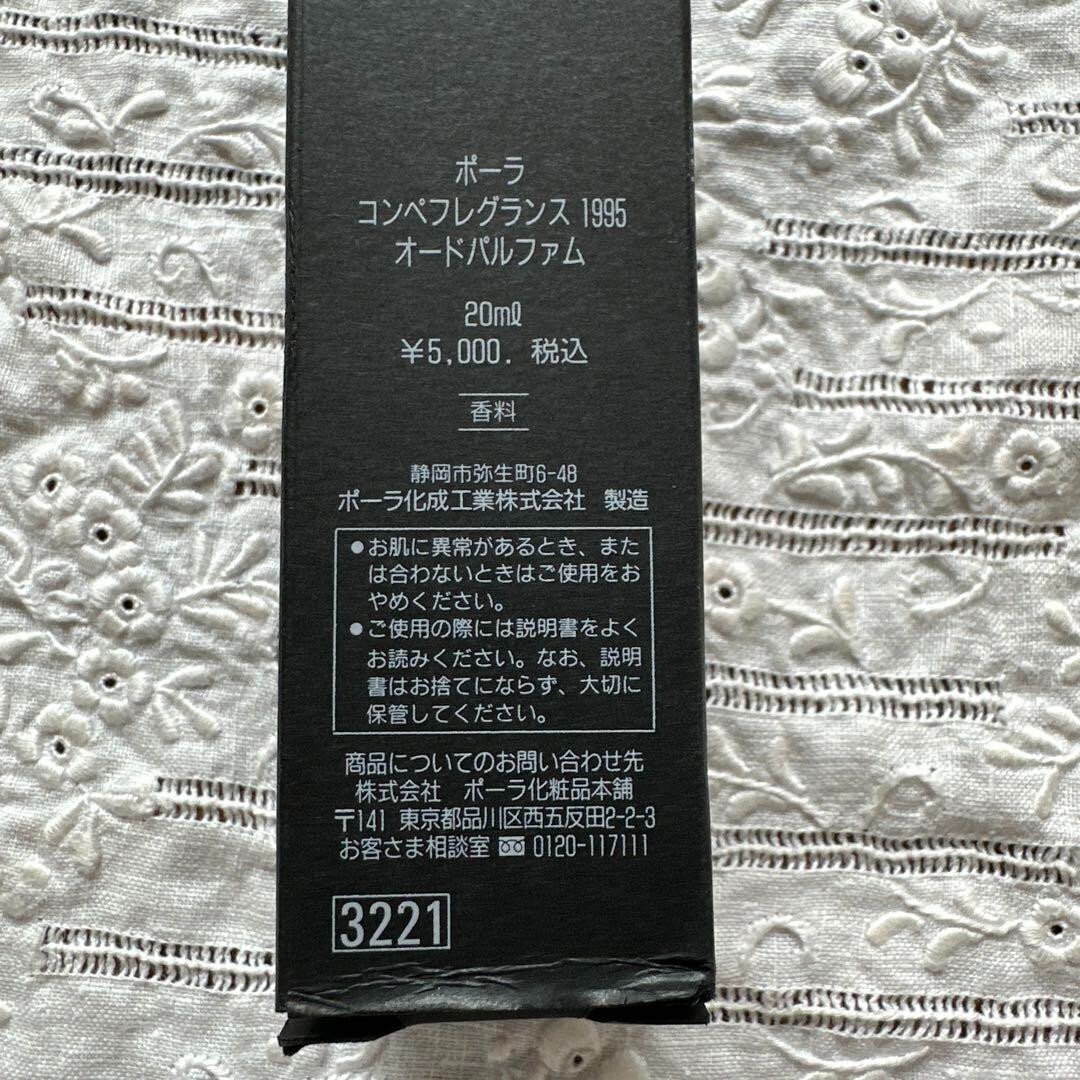 ポーラ
コンペフレグランス 1995
オードパルファム
20mℓ
￥5,000. 税込
香料
静岡市弥生町6-48
ポーラ化成工業株式会社 製造
●お肌に異常があるとき、また
は合わないときはご使用をお
やめください。
●ご使用の際には説明書をよく
お読みください。なお、説明
書はお捨てにならず、大切に
保管してください。
商品についてのお問い合わせ先
株式会社 ポーラ化粧品本舗
〒141 東京都品川区西五反田2-2-3
お客さま相談室 0120-117111
3221